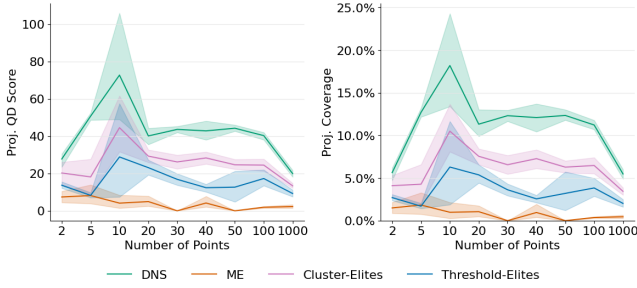 Proj. QD Score
100
80
60
40
20
0
2 5 10 20 30 40 50 100 1000
Number of Points
Proj. Coverage
25.0%
20.0%
15.0%
10.0%
5.0%
0.0%
2 5 10 20 30 40 50 100 1000
Number of Points
DNS ME Cluster-Elites Threshold-Elites